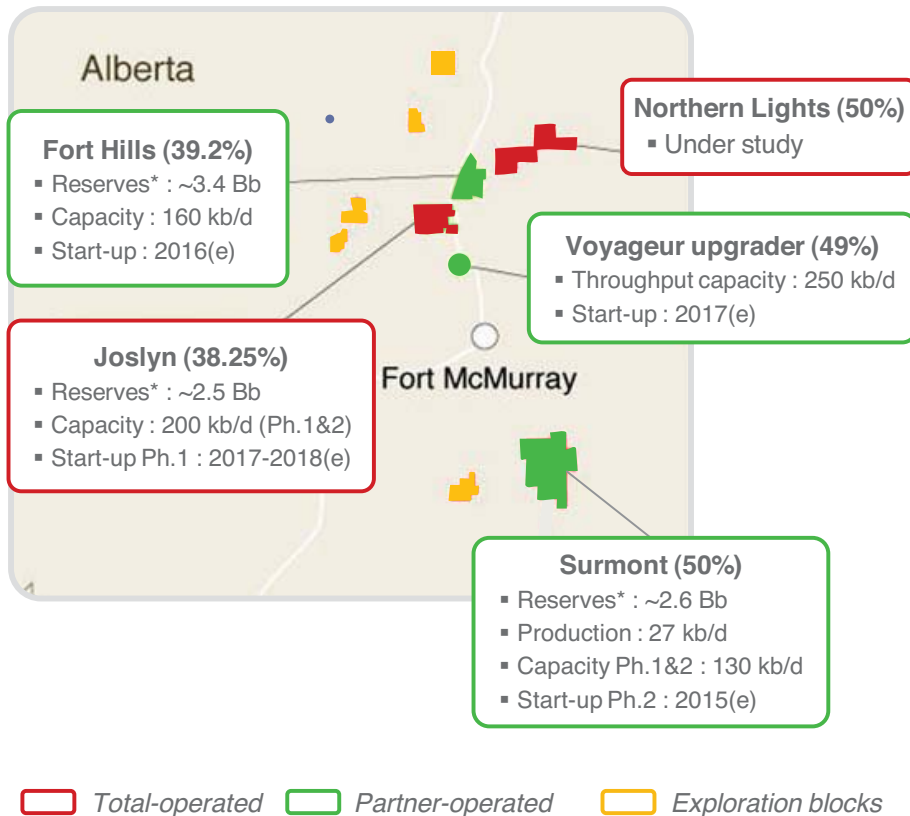 Alberta
Northern Lights (50%)
▪ Under study
Fort Hills (39.2%)
▪ Reserves* : ~3.4 Bb
▪ Capacity : 160 kb/d
▪ Start-up : 2016(e)
Voyageur upgrader (49%)
▪ Throughput capacity : 250 kb/d
▪ Start-up : 2017(e)
Joslyn (38.25%)
▪ Reserves* : ~2.5 Bb
▪ Capacity : 200 kb/d (Ph.1&2)
▪ Start-up Ph.1 : 2017-2018(e)
Fort McMurray
Surmont (50%)
▪ Reserves* : ~2.6 Bb
▪ Production : 27 kb/d
▪ Capacity Ph.1&2 : 130 kb/d
▪ Start-up Ph.2 : 2015(e)
Total-operated
Partner-operated
Exploration blocks